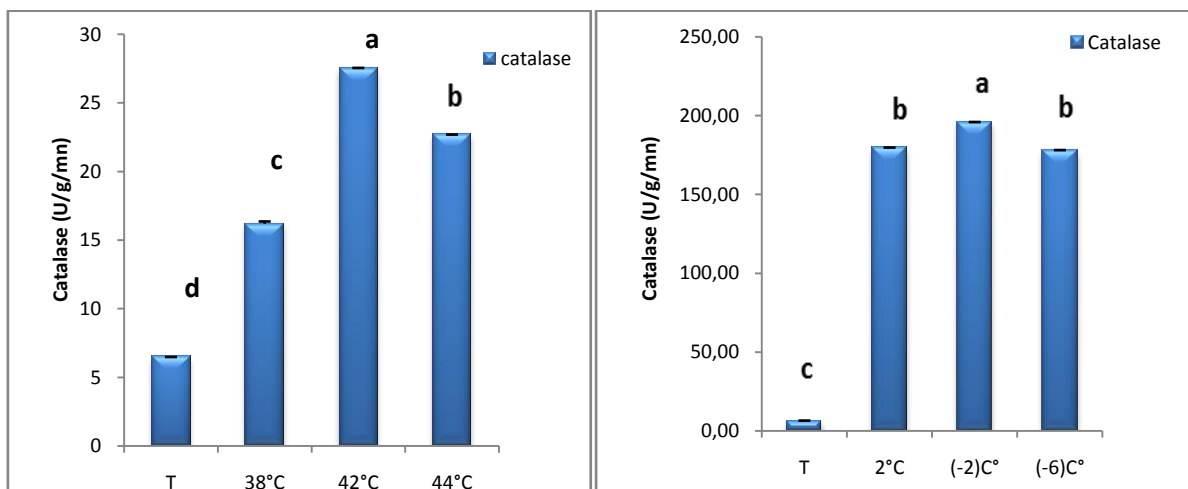 30
25
20
15
10
5
0
Catalase (U/g/mn)
catalase
d
c
a
b
T 38°C 42°C 44°C
250,00
200,00
150,00
100,00
50,00
0,00
Catalase (U/g/mn)
Catalase
c
b
a
b
T 2°C (-2)C° (-6)C°